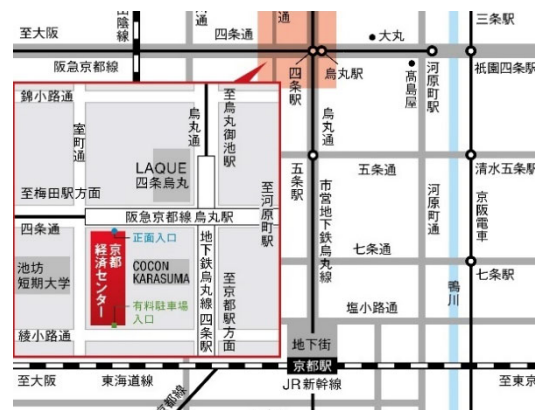 山陰線
至大阪
四条通
三条駅
大丸
阪急京都線
四条駅
烏丸駅
髙島屋
河原町駅
祇園四条駅
錦小路通
室町通
烏丸通
至烏丸御池駅
LAQUE
四条烏丸
至梅田駅方面
至河原町駅
四条通
阪急京都線 烏丸駅
正面入口
京都
経済センター
COCON
KARASUMA
地下鉄烏丸線 四条駅
至京都駅方面
池坊
短期大学
有料駐車場
入口
綾小路通
烏丸通
五条駅
五条通
清水五条駅
市営地下鉄烏丸線
河原町通
京阪電車
七条通
七条駅
鴨川
塩小路通
地下街
京都駅
至大阪
東海道線
JR新幹線
至東京
京都線